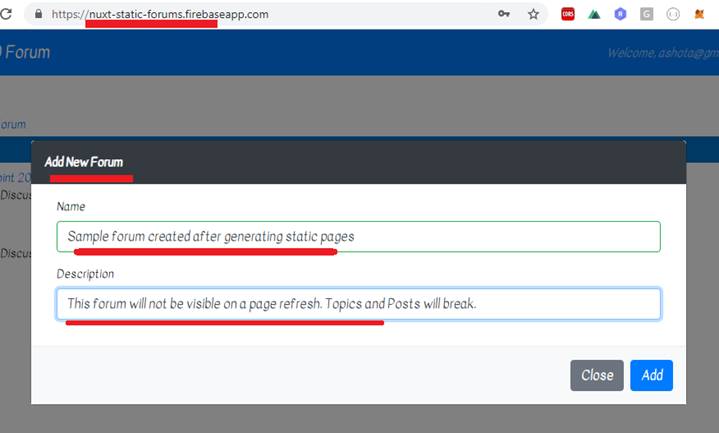 https://nuxt-static-forums.firebaseapp.com
CORS
R
G
Forum
Welcome, ashota@gm
orum
Add New Forum
oint 20
Discus
Name
Sample forum created after generating static pages
Discus
Description
This forum will not be visible on a page refresh. Topics and Posts will break.
Close
Add